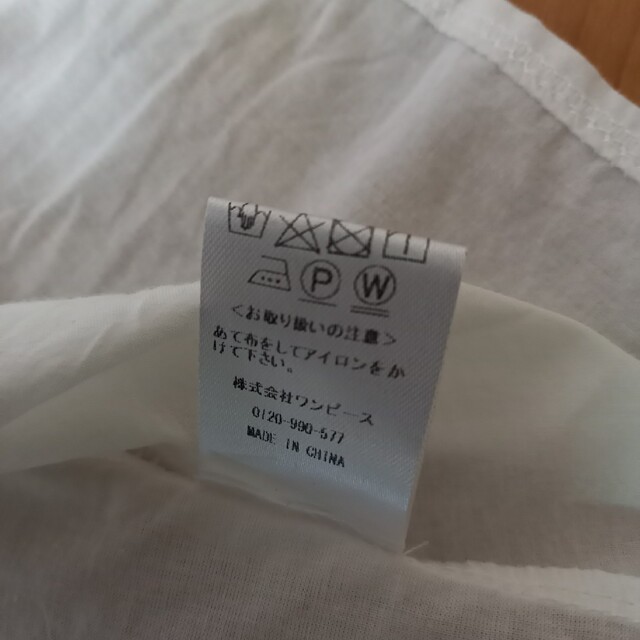 P W
<お取り扱いの注意>
あて布をしてアイロンをか
けて下さい。
株式会社ワンピース
0120-990-577
MADE IN CHINA